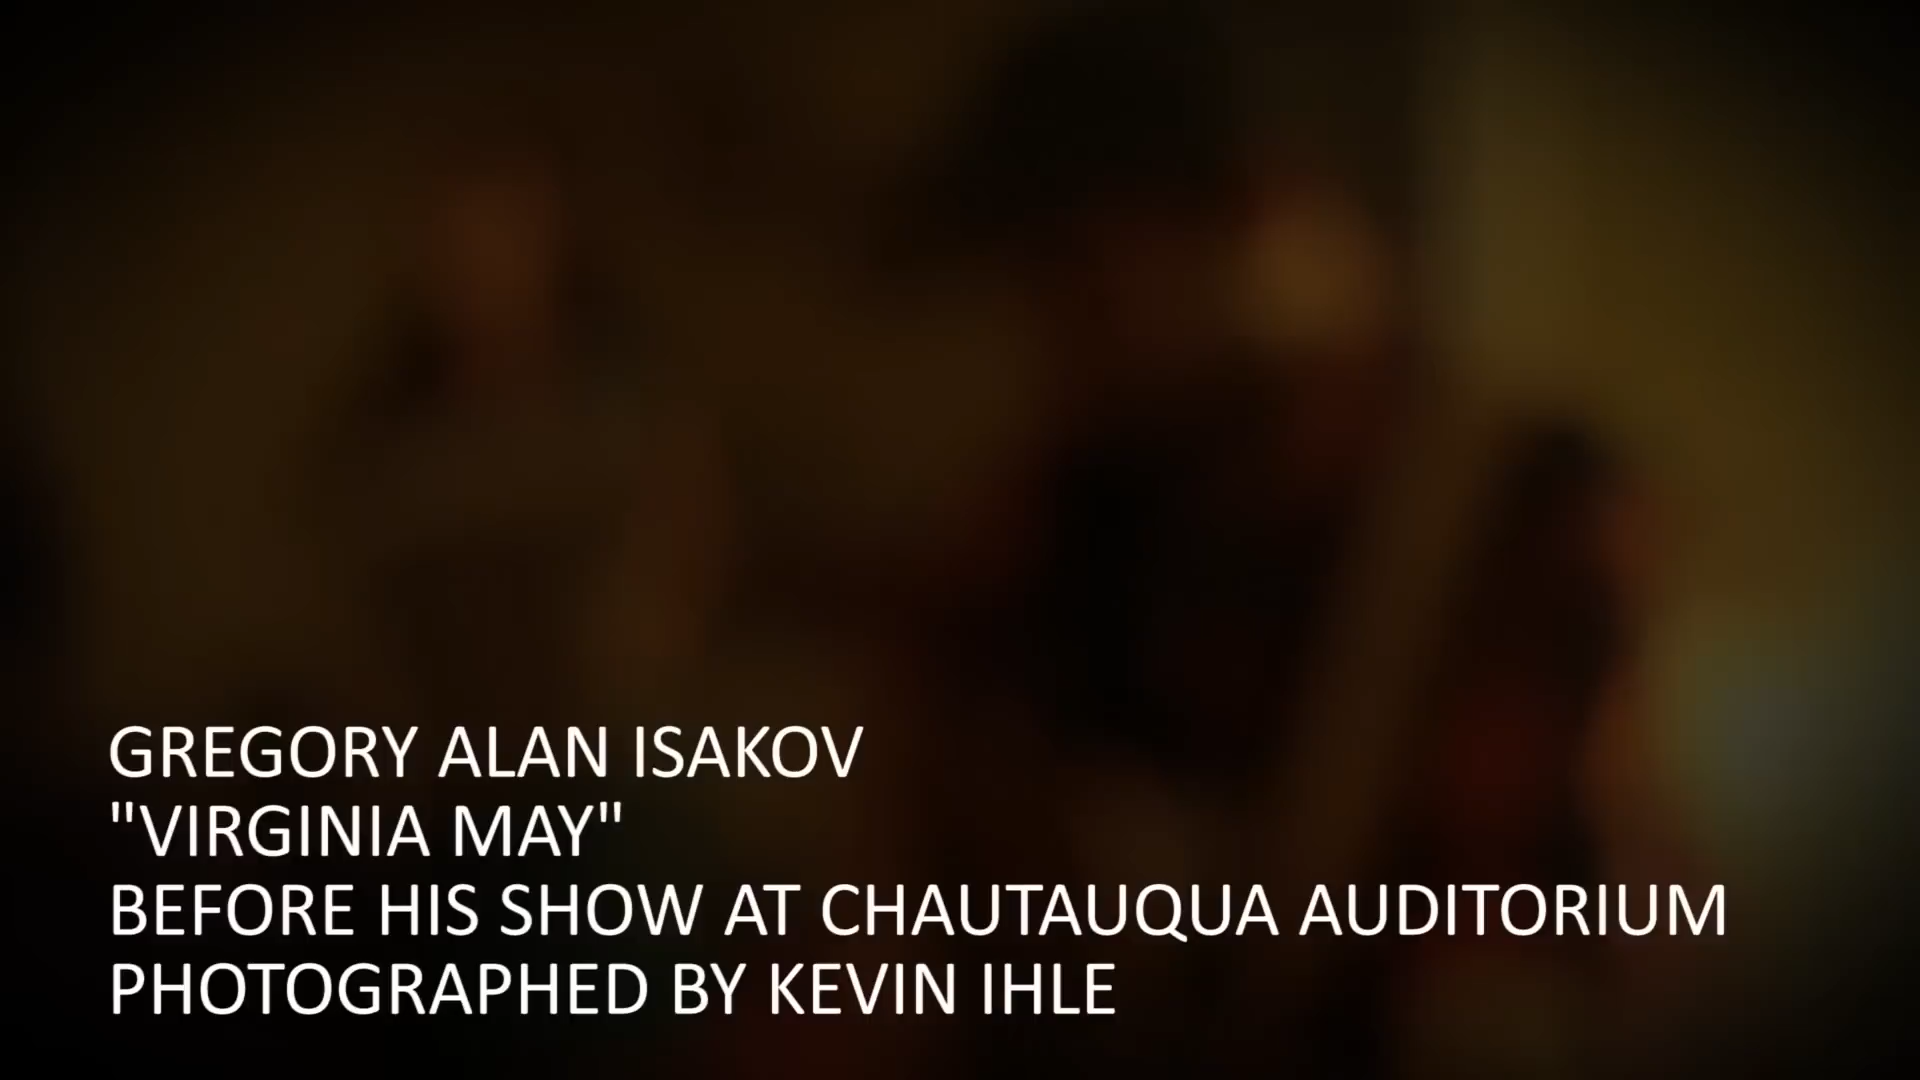 GREGORY ALAN ISAKOV
"VIRGINIA MAY"
BEFORE HIS SHOW AT CHAUTAUQUA AUDITORIUM
PHOTOGRAPHED BY KEVIN IHLE